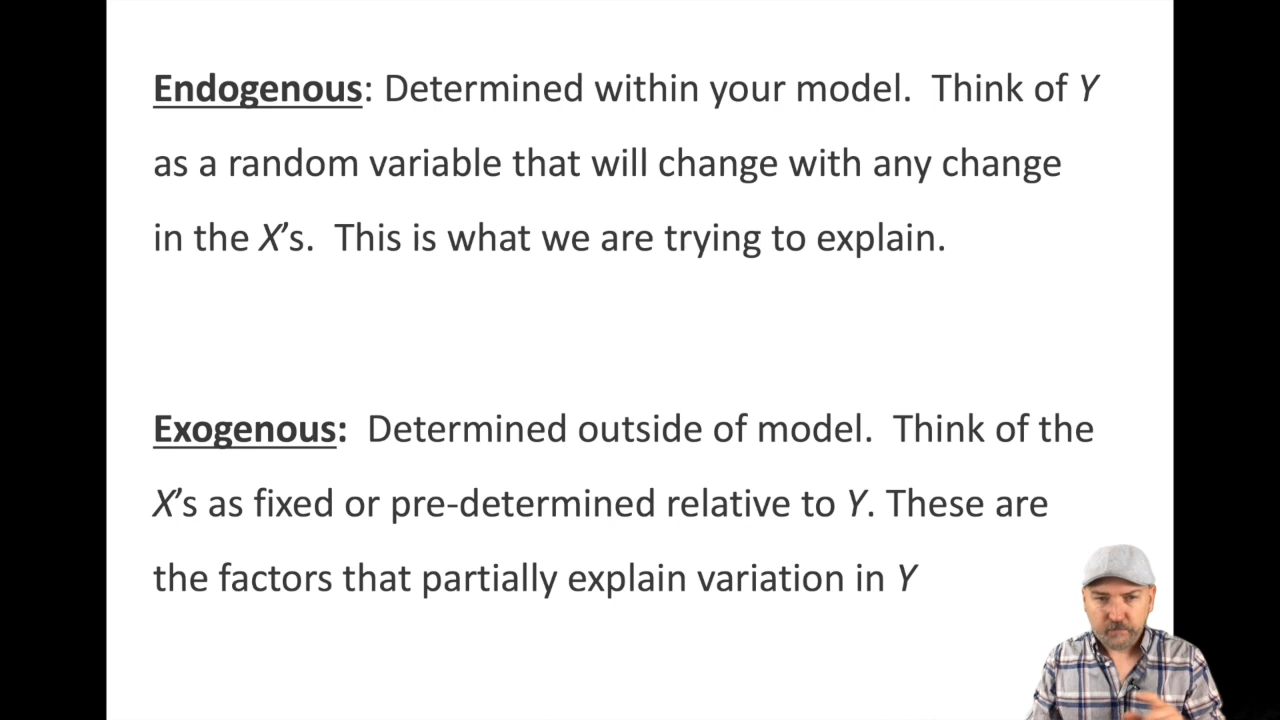 Endogenous: Determined within your model.  Think of Y
as a random variable that will change with any change
in the X’s.  This is what we are trying to explain.
Exogenous:  Determined outside of model.  Think of the
X’s as fixed or pre-determined relative to Y. These are
the factors that partially explain variation in Y